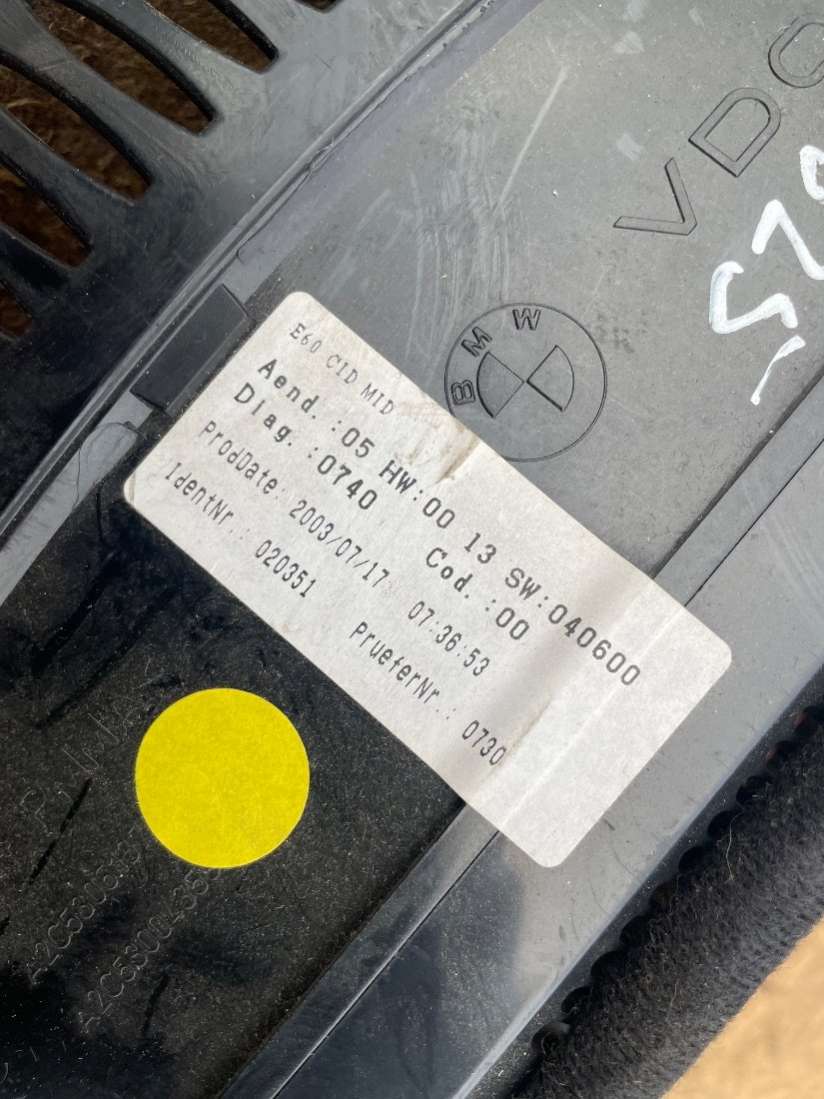 VDO
BMW
E60 CID MID
Aend.:05 HW:00 13 SW:040600
Diag.:0740 Cod.:00
ProdDate: 2003/07/17 07:36:53
IdentNr.: 020351 PrueferNr.: 0730